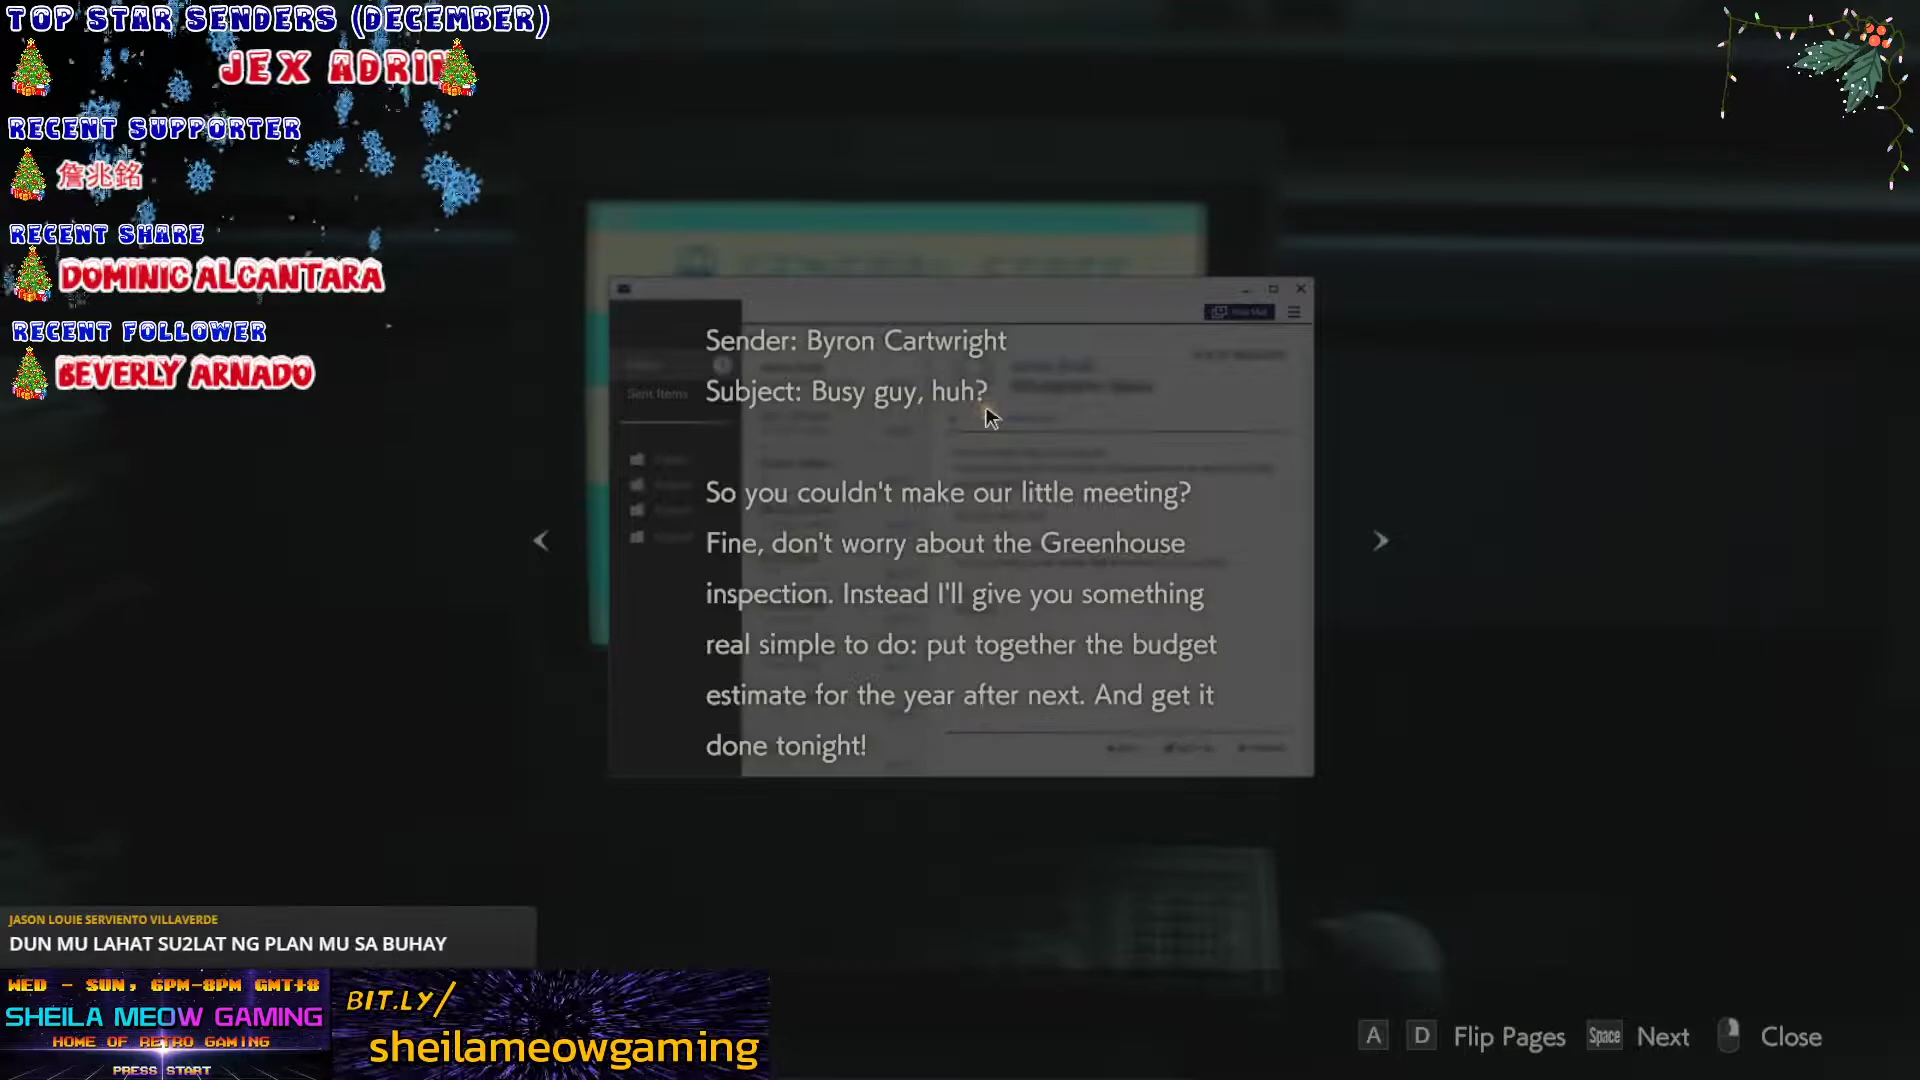 TOP STAR SENDERS (DECEMBER)
JEX ADRI
RECENT SUPPORTER
詹兆銘
RECENT SHARE
DOMINIC ALCANTARA
RECENT FOLLOWER
BEVERLY ARNADO
Sent Items
Sender: Byron Cartwright
Subject: Busy guy, huh?
So you couldn't make our little meeting?
Fine, don't worry about the Greenhouse
inspection. Instead I'll give you something
real simple to do: put together the budget
estimate for the year after next. And get it
done tonight!
JASON LOUIE SERVIENTO VILLAVERDE
DUN MU LAHAT SU2LAT NG PLAN MU SA BUHAY
WED - SUN, 6PM-8PM GMT+8
SHEILA MEOW GAMING
HOME OF RETRO GAMING
PRESS START
BIT.LY/
sheilameowgaming
A D Flip Pages Space Next Close